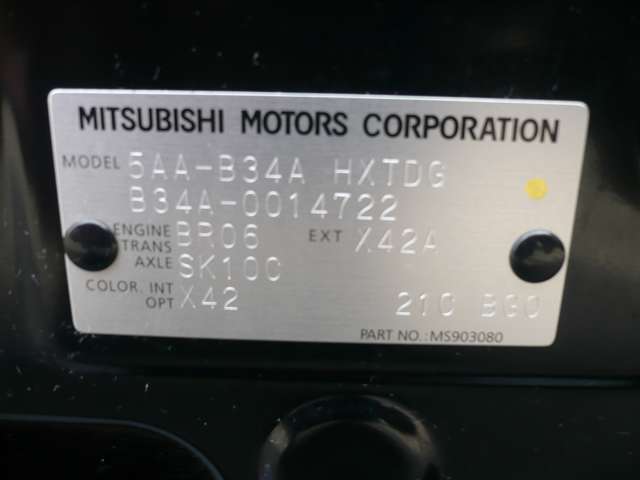 MITSUBISHI MOTORS CORPORATION
MODEL 5AA-B34A HXTDG
B34A-0014722
ENGINE BR06 EXT X42A
TRANS
AXLE SK10C
COLOR. INT X42
OPT 21C BG0
PART NO.: MS903080